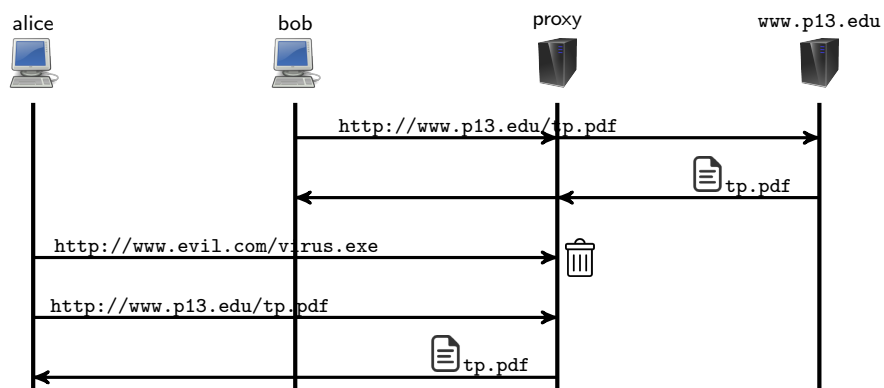 alice
bob
proxy
www.p13.edu
http://www.p13.edu/tp.pdf
tp.pdf
http://www.evil.com/virus.exe
http://www.p13.edu/tp.pdf
tp.pdf